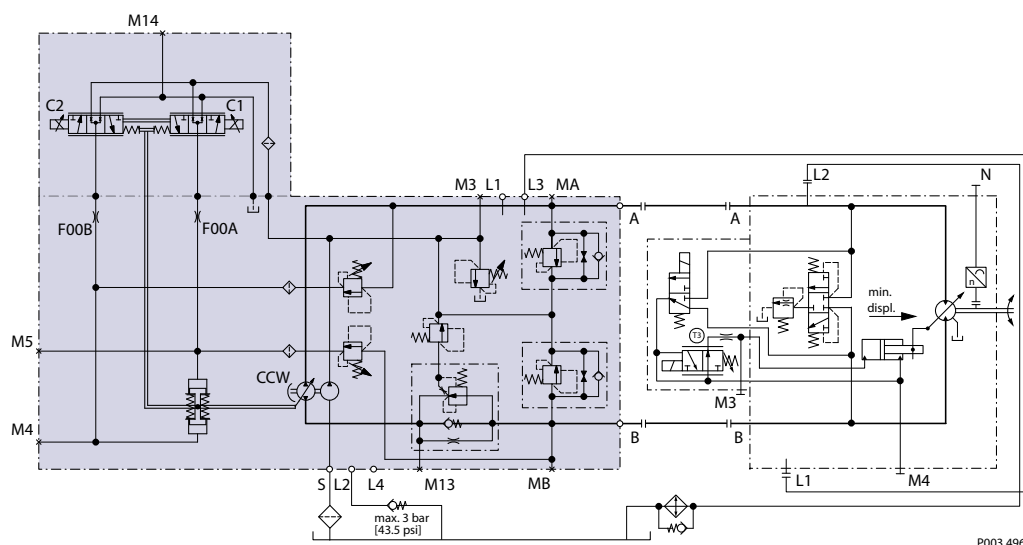 M14
C2
C1
M3
L1
L3
MA
L2
N
F00B
F00A
A
A
min.
displ.
n
T3
M5
CCW
M3
M4
B
B
S
L2
L4
M13
MB
L1
M4
max. 3 bar
[43.5 psi]
P003 496